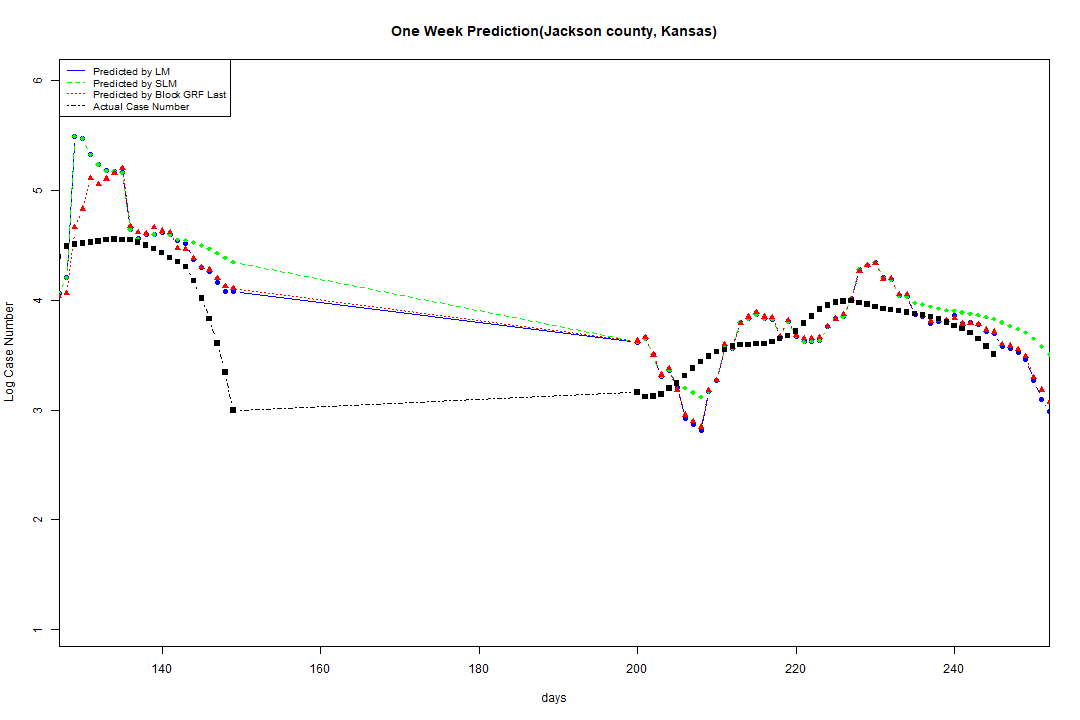 One Week Prediction(Jackson county, Kansas)
Predicted by LM
Predicted by SLM
Predicted by Block GRF Last
Actual Case Number
6
5
4
3
2
1
Log Case Number
140 160 180 200 220 240
days